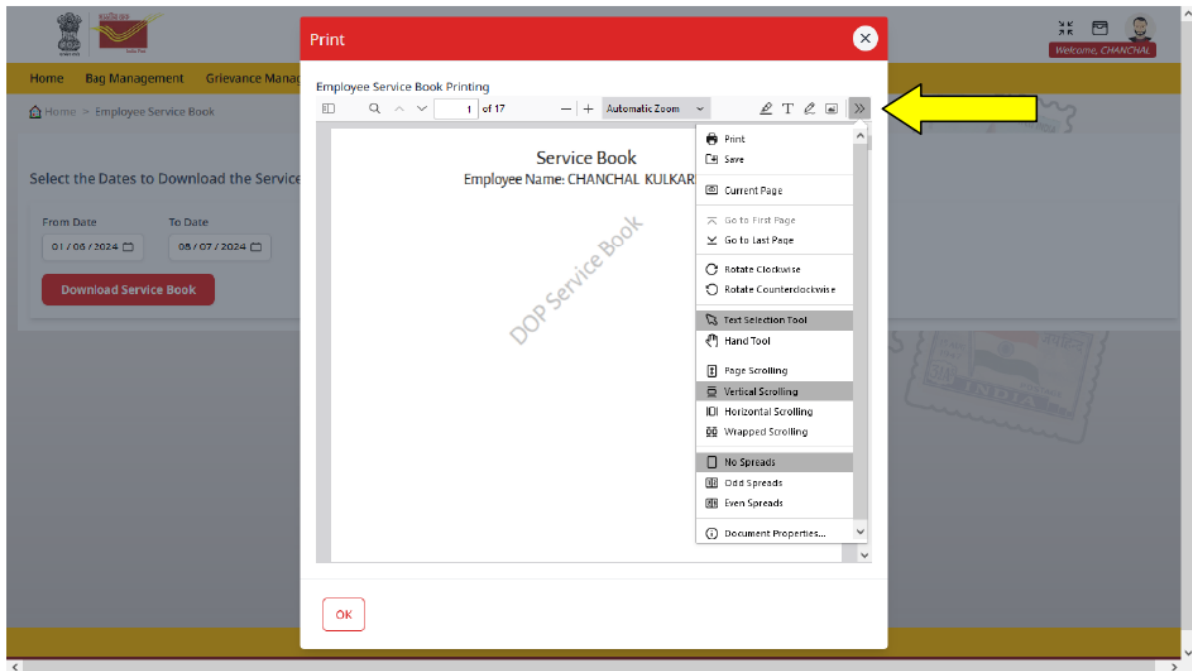 भारतीय डाक
India Post
Welcome, CHANCHAL
Print
Home Bag Management Grievance Manag
Home > Employee Service Book
Employee Service Book Printing
1 of 17 Automatic Zoom
Service Book
Employee Name: CHANCHAL KULKAR
DOP Service Book
Print
Save
Current Page
Go to First Page
Go to Last Page
Rotate Clockwise
Rotate Counterclockwise
Text Selection Tool
Hand Tool
Page Scrolling
Vertical Scrolling
Horizontal Scrolling
Wrapped Scrolling
No Spreads
Odd Spreads
Even Spreads
Document Properties...
Select the Dates to Download the Service
From Date To Date
01 / 06 / 2024 08 / 07 / 2024
Download Service Book
INDIA
OK